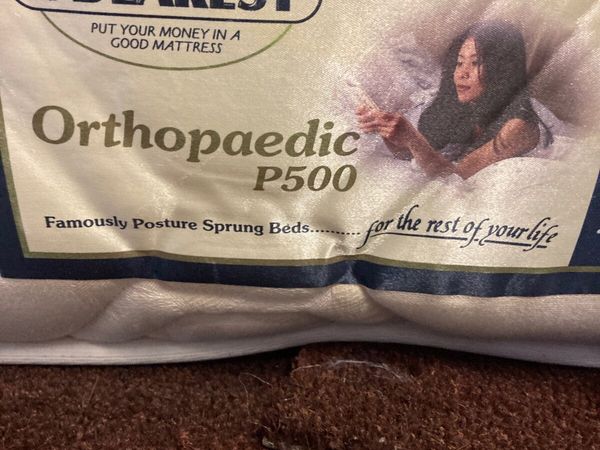 PUT YOUR MONEY IN A
GOOD MATTRESS
Orthopaedic
P500
Famously Posture Sprung Beds.......... for the rest of your life